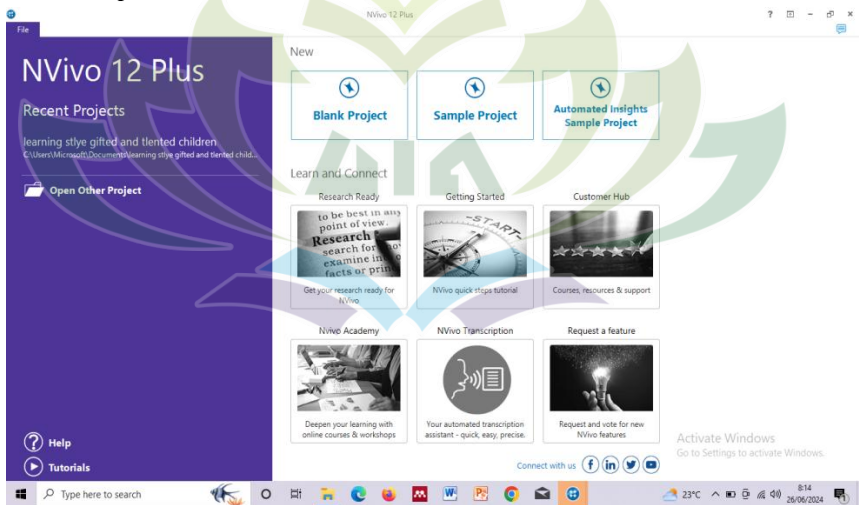 NVivo 12 Plus
File
NVivo 12 Plus
Recent Projects
learning stlye gifted and tlented children
C:\Users\Microsoft\Documents\learning stlye gifted and tlented child...
Open Other Project
Help
Tutorials
New
Blank Project
Sample Project
Automated Insights
Sample Project
Learn and Connect
Research Ready
Getting Started
Customer Hub
to be best in any
point of view.
Research
search for
examine in
facts or prin
START
Get your research ready for
NVivo
NVivo quick steps tutorial
Courses, resources & support
Nvivo Academy
NVivo Transcription
Request a feature
Deepen your learning with
online courses & workshops
Your automated transcription
assistant - quick, easy, precise.
Request and vote for new
NVivo features
Connect with us
Activate Windows
Go to Settings to activate Windows.
Type here to search
23°C
8:14
26/06/2024